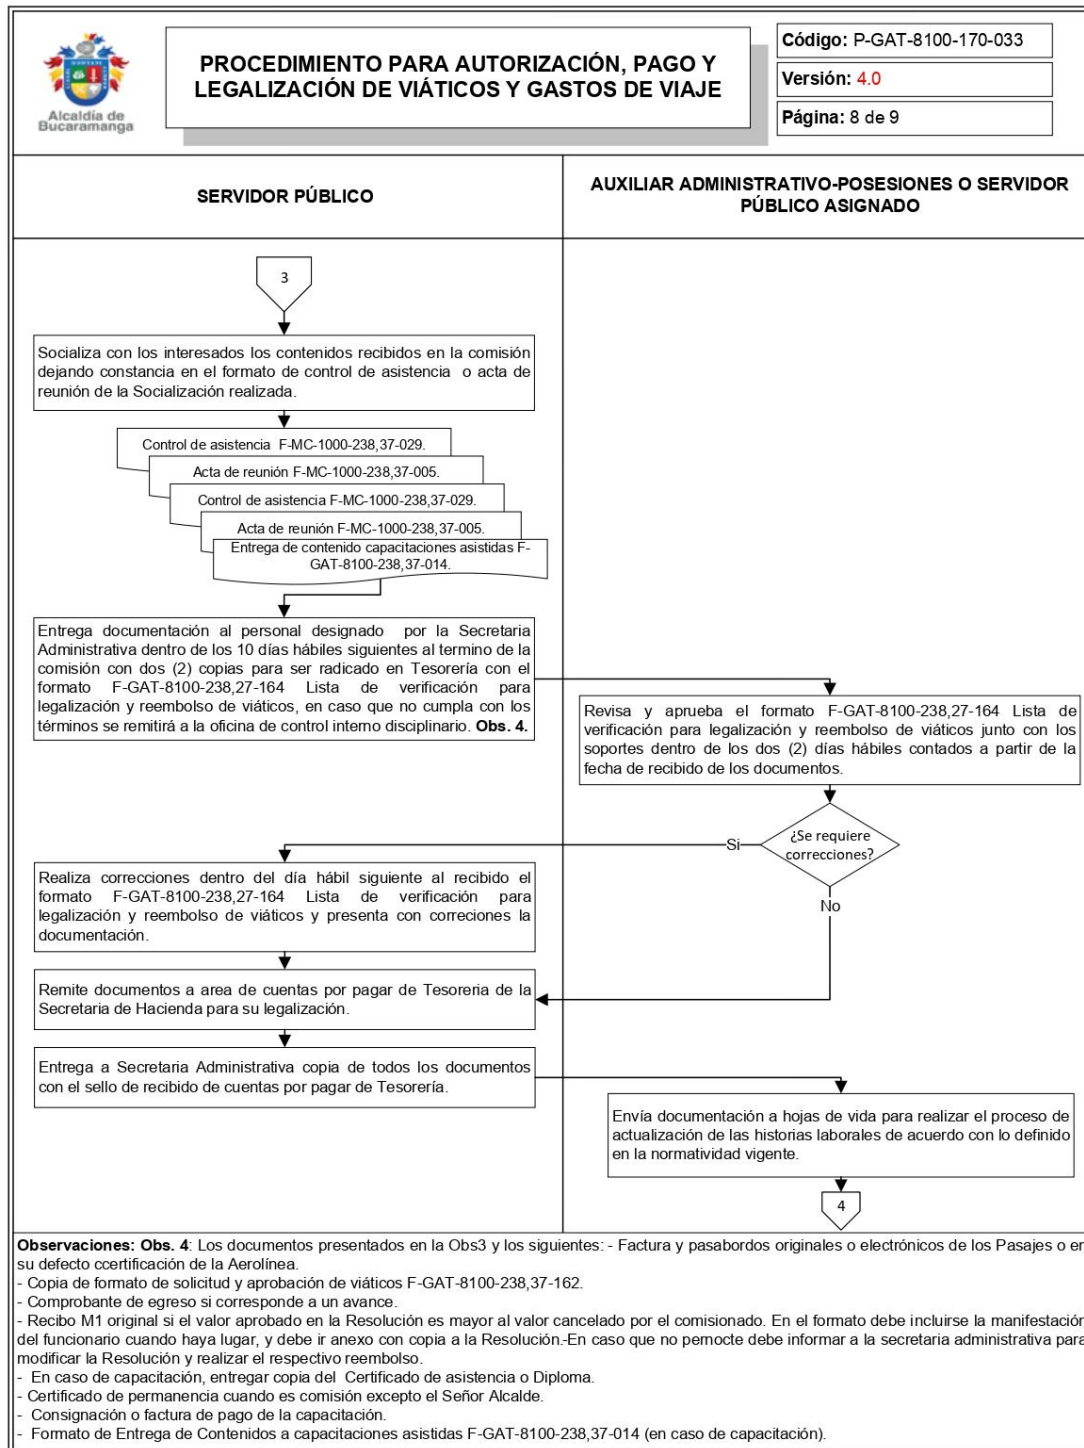 Alcaldía de
Bucaramanga
PROCEDIMIENTO PARA AUTORIZACIÓN, PAGO Y
LEGALIZACIÓN DE VIÁTICOS Y GASTOS DE VIAJE
Código: P-GAT-8100-170-033
Versión: 4.0
Página: 8 de 9
SERVIDOR PÚBLICO
AUXILIAR ADMINISTRATIVO-POSESIONES O SERVIDOR
PÚBLICO ASIGNADO
3
Socializa con los interesados los contenidos recibidos en la comisión
dejando constancia en el formato de control de asistencia o acta de
reunión de la Socialización realizada.
Control de asistencia F-MC-1000-238,37-029.
Acta de reunión F-MC-1000-238,37-005.
Control de asistencia F-MC-1000-238,37-029.
Acta de reunión F-MC-1000-238,37-005.
Entrega de contenido capacitaciones asistidas F-
GAT-8100-238,37-014.
Entrega documentación al personal designado por la Secretaria
Administrativa dentro de los 10 días hábiles siguientes al termino de la
comisión con dos (2) copias para ser radicado en Tesorería con el
formato F-GAT-8100-238,27-164 Lista de verificación para
legalización y reembolso de viáticos, en caso que no cumpla con los
términos se remitirá a la oficina de control interno disciplinario. Obs. 4.
Revisa y aprueba el formato F-GAT-8100-238,27-164 Lista de
verificación para legalización y reembolso de viáticos junto con los
soportes dentro de los dos (2) días hábiles contados a partir de la
fecha de recibido de los documentos.
¿Se requiere
correcciones?
Si
No
Realiza correcciones dentro del día hábil siguiente al recibido el
formato F-GAT-8100-238,27-164 Lista de verificación para
legalización y reembolso de viáticos y presenta con correciones la
documentación.
Remite documentos a area de cuentas por pagar de Tesoreria de la
Secretaria de Hacienda para su legalización.
Entrega a Secretaria Administrativa copia de todos los documentos
con el sello de recibido de cuentas por pagar de Tesorería.
Envía documentación a hojas de vida para realizar el proceso de
actualización de las historias laborales de acuerdo con lo definido
en la normatividad vigente.
4
Observaciones: Obs. 4: Los documentos presentados en la Obs3 y los siguientes: - Factura y pasabordos originales o electrónicos de los Pasajes o en
su defecto ccertificación de la Aerolínea.
- Copia de formato de solicitud y aprobación de viáticos F-GAT-8100-238,37-162.
- Comprobante de egreso si corresponde a un avance.
- Recibo M1 original si el valor aprobado en la Resolución es mayor al valor cancelado por el comisionado. En el formato debe incluirse la manifestación
del funcionario cuando haya lugar, y debe ir anexo con copia a la Resolución.-En caso que no pernocte debe informar a la secretaria administrativa para
modificar la Resolución y realizar el respectivo reembolso.
- En caso de capacitación, entregar copia del Certificado de asistencia o Diploma.
- Certificado de permanencia cuando es comisión excepto el Señor Alcalde.
- Consignación o factura de pago de la capacitación.
- Formato de Entrega de Contenidos a capacitaciones asistidas F-GAT-8100-238,37-014 (en caso de capacitación).